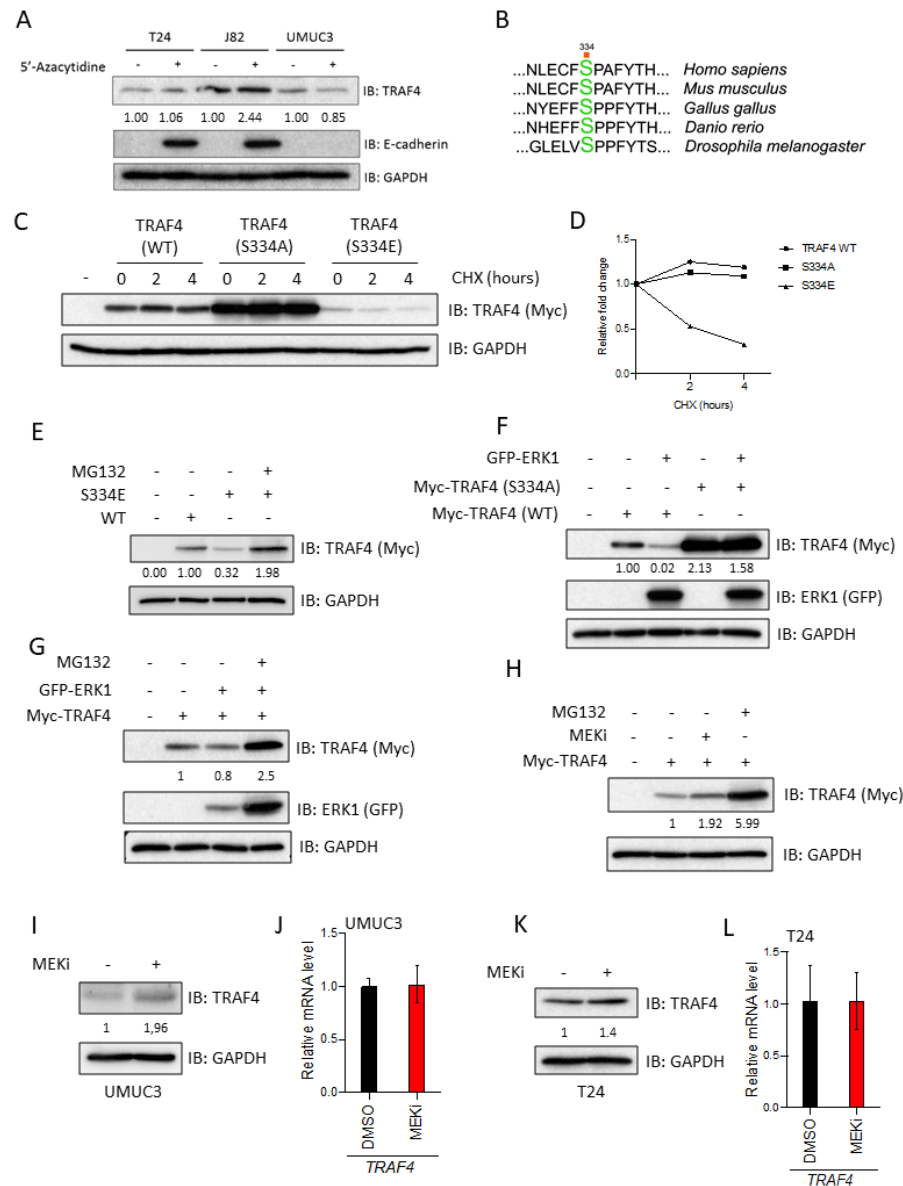 A
T24 J82 UMUC3
5'-Azacytidine - + - + - +
IB: TRAF4
1.00 1.06 1.00 2.44 1.00 0.85
IB: E-cadherin
IB: GAPDH
B
334
...NLECFSPAFYTH... Homo sapiens
...NLECFSPAFYTH... Mus musculus
...NYEFFSPPFYTH... Gallus gallus
...NHEFFSPPFYTH... Danio rerio
...GLELVSPPFYTS... Drosophila melanogaster
C
TRAF4 (WT) TRAF4 (S334A) TRAF4 (S334E)
- 0 2 4 0 2 4 0 2 4 CHX (hours)
IB: TRAF4 (Myc)
IB: GAPDH
D
Relative fold change
1.5
1.0
0.5
0.0
2 4
CHX (hours)
TRAF4 WT
S334A
S334E
E
MG132 - - - +
S334E - - + +
WT - + - -
IB: TRAF4 (Myc)
0.00 1.00 0.32 1.98
IB: GAPDH
F
GFP-ERK1 - - + - +
Myc-TRAF4 (S334A) - - - + +
Myc-TRAF4 (WT) - + + - -
IB: TRAF4 (Myc)
1.00 0.02 2.13 1.58
IB: ERK1 (GFP)
IB: GAPDH
G
MG132 - - - +
GFP-ERK1 - - + +
Myc-TRAF4 - + + +
IB: TRAF4 (Myc)
1 0.8 2.5
IB: ERK1 (GFP)
IB: GAPDH
H
MG132 - - - +
MEKi - - + -
Myc-TRAF4 - + + +
IB: TRAF4 (Myc)
1 1.92 5.99
IB: GAPDH
I
MEKi - +
IB: TRAF4
1 1,96
IB: GAPDH
UMUC3
J
UMUC3
Relative mRNA level
1.5
1.0
0.5
0.0
DMSO
MEKi
TRAF4
K
MEKi - +
IB: TRAF4
1 1.4
IB: GAPDH
T24
L
T24
Relative mRNA level
1.5
1.0
0.5
0.0
DMSO
MEKi
TRAF4